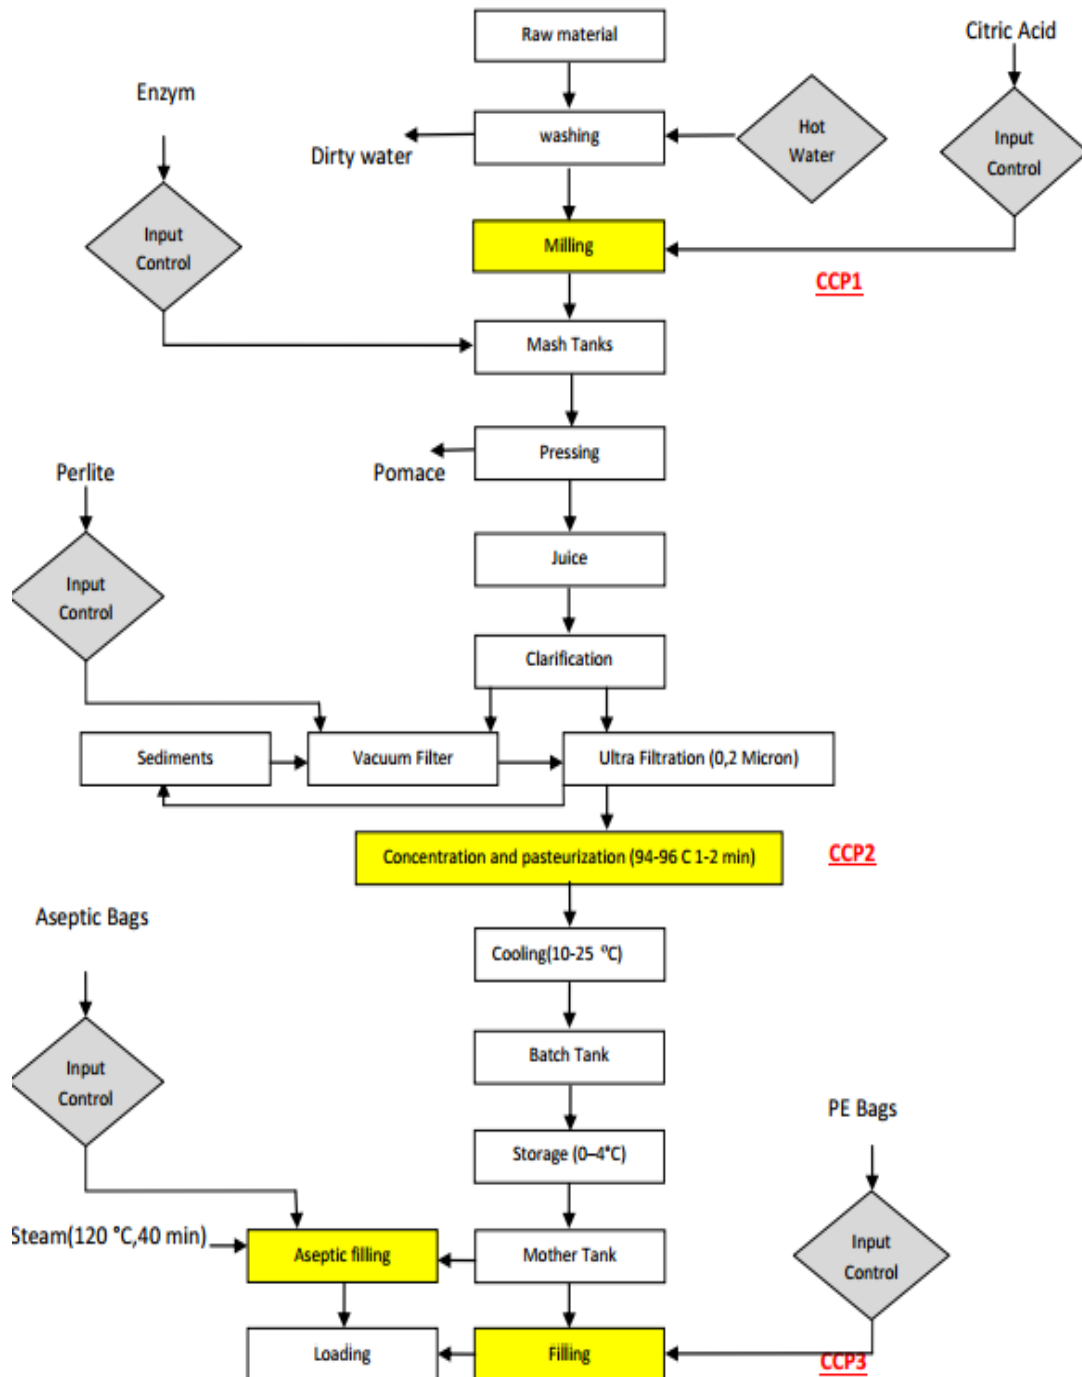 Raw material
Citric Acid
Enzym
washing
Hot
Water
Input
Control
Dirty water
Input
Control
Milling
CCP1
Mash Tanks
Pressing
Pomace
Perlite
Juice
Input
Control
Clarification
Sediments
Vacuum Filter
Ultra Filtration (0,2 Micron)
Concentration and pasteurization (94-96 C 1-2 min)
CCP2
Aseptic Bags
Cooling(10-25 °C)
Input
Control
Batch Tank
PE Bags
Storage (0–4°C)
Steam(120 °C,40 min)
Aseptic filling
Mother Tank
Input
Control
Loading
Filling
CCP3